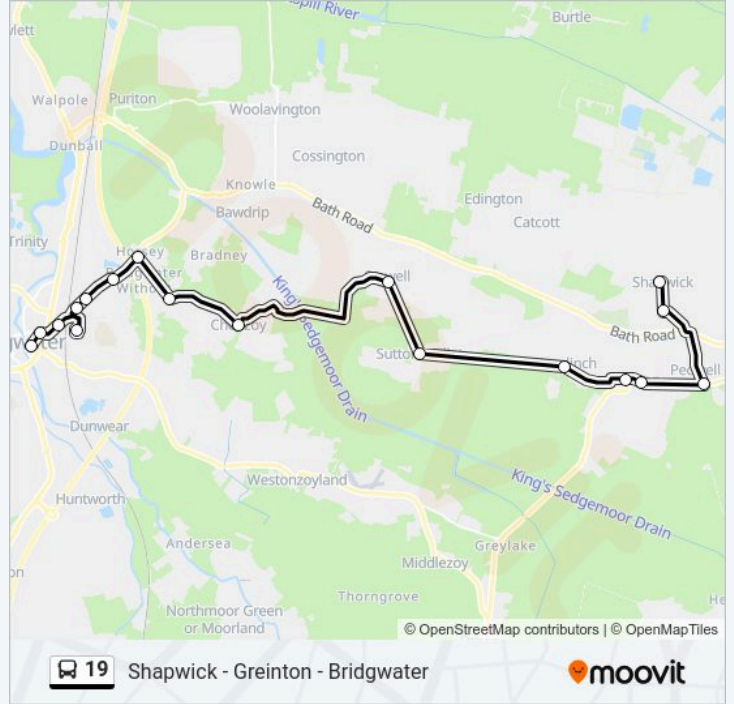 Burtle
Walpole
Puriton
Woolavington
Dunball
Cossington
Knowle
Bath Road
Edington
Bawdrip
Catcott
Trinity
Horsey
Bradney
King's Sedgemoor Drain
Bath Road
Dunwear
Westonzoyland
King's Sedgemoor Drain
Huntworth
Greylake
Andersea
Middlezoy
Thorngrove
Northmoor Green
or Moorland
© OpenStreetMap contributors | © OpenMapTiles
19 Shapwick - Greinton - Bridgwater
moovit